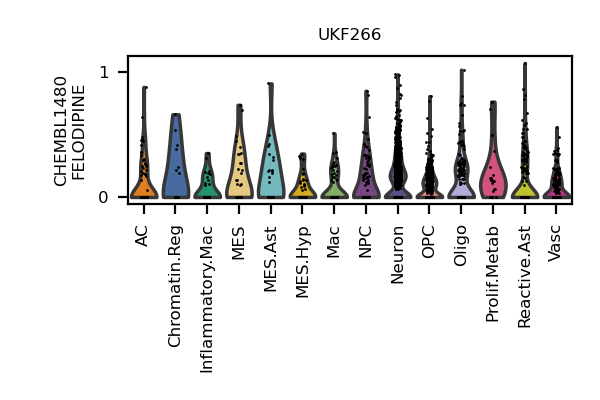 UKF266
CHEMBL1480
FELODIPINE
1
0
AC
Chromatin.Reg
Inflammatory.Mac
MES
MES.Ast
MES.Hyp
Mac
NPC
Neuron
OPC
Oligo
Prolif.Metab
Reactive.Ast
Vasc